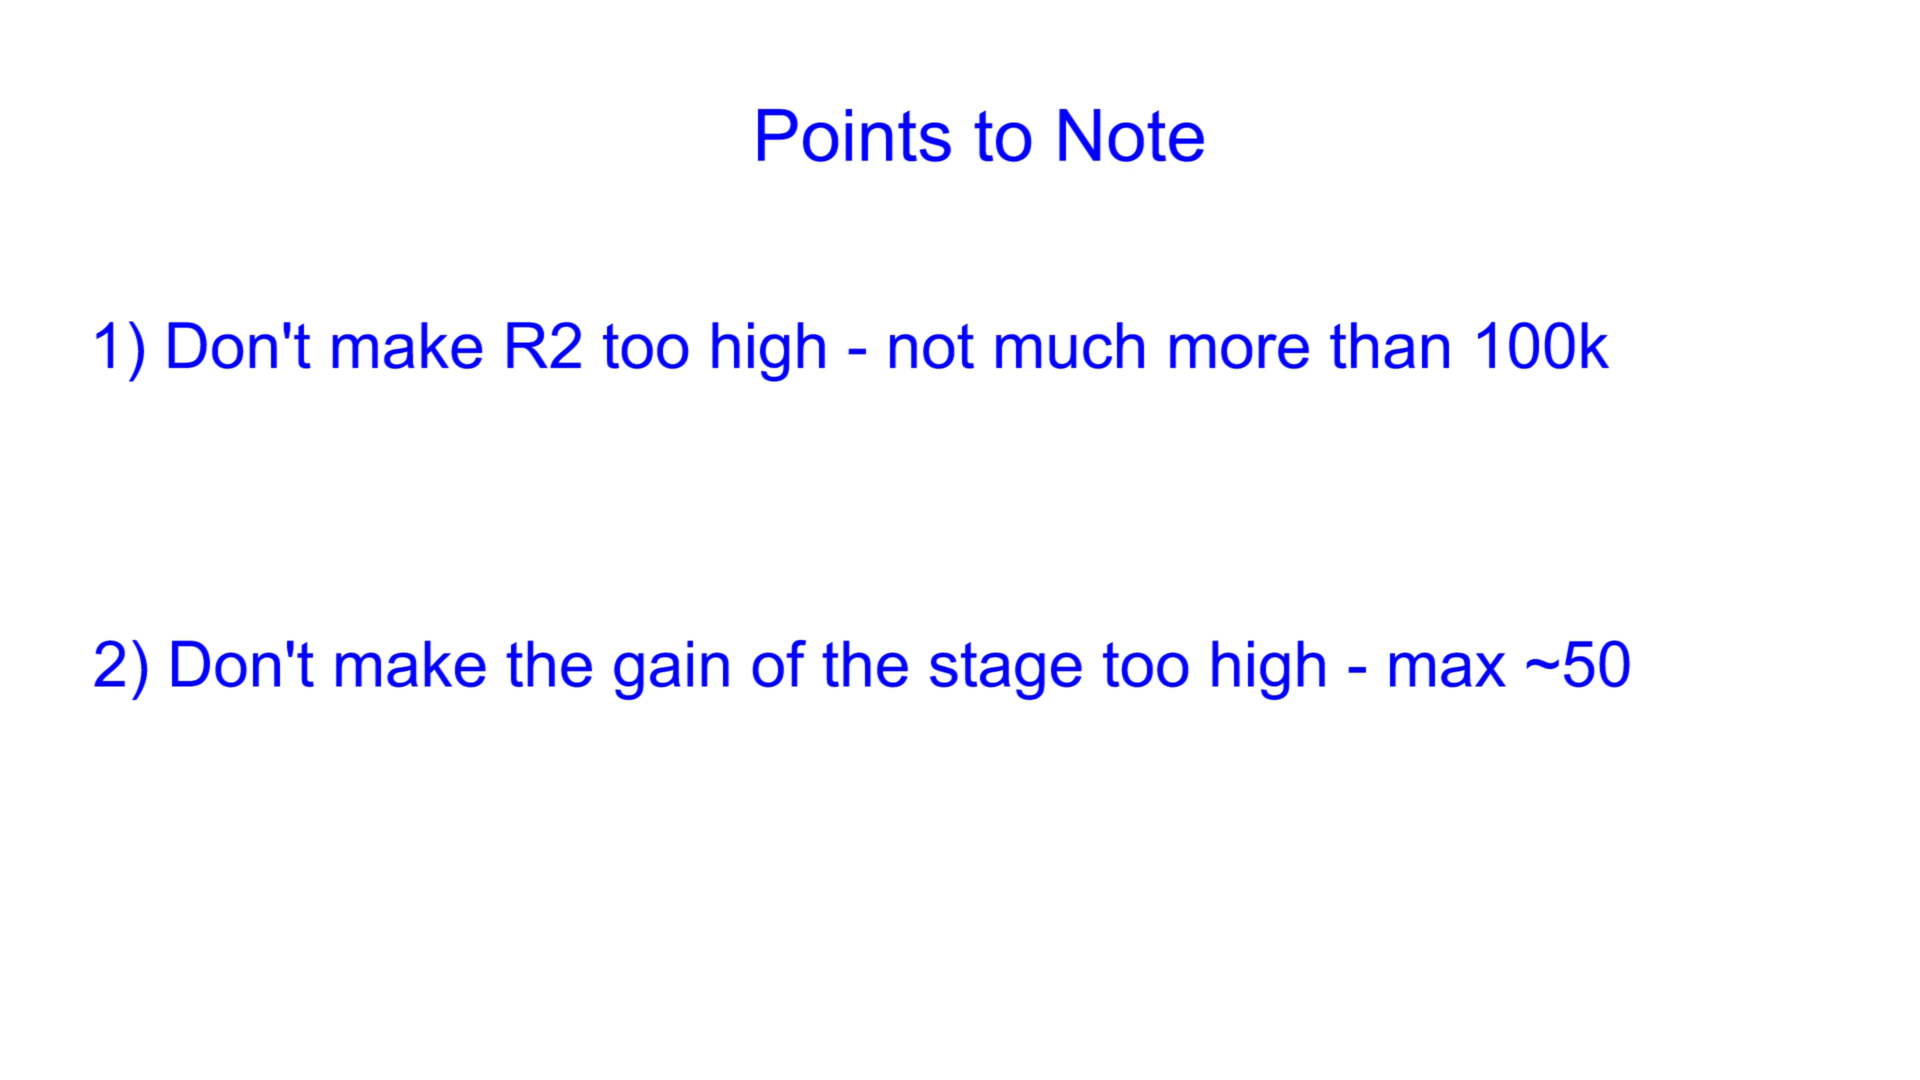 Points to Note
1) Don't make R2 too high - not much more than 100k
2) Don't make the gain of the stage too high - max ~50